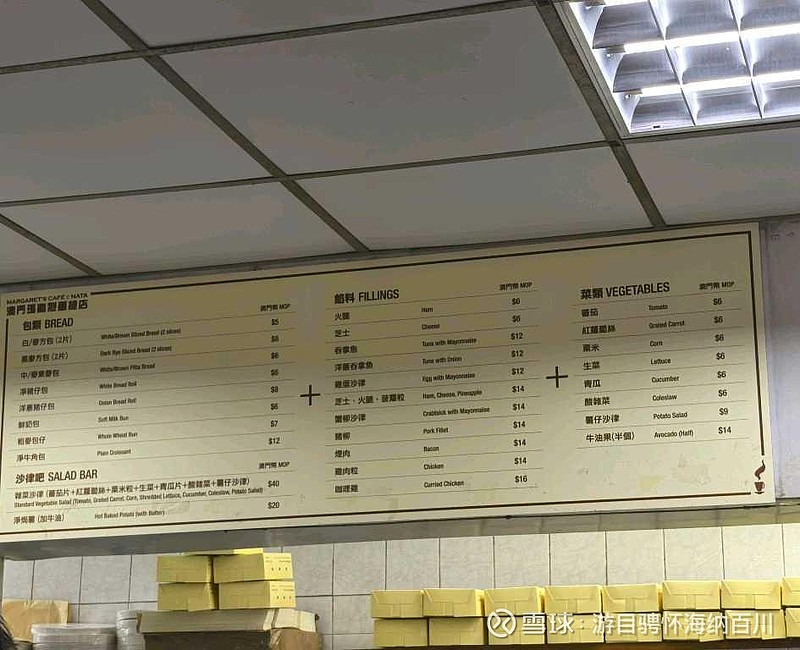 MARGARET'S CAFÉ e NATA
澳門瑪嘉烈蛋撻店
包類 BREAD 澳門幣 MOP
白/麥方包 (2片) White/Brown Sliced Bread (2 slices) $5
黑麥方包 (2片) Dark Rye Sliced Bread (2 slices) $6
中/麥東麥包 White/Brown Pitta Bread $6
淨豬仔包 White Bread Roll $6
洋蔥豬仔包 Onion Bread Roll $8
鮮奶包 Soft Milk Bun $6
粗麥包仔 Whole Wheat Bun $7
淨牛角包 Plain Croissant $12
沙律吧 SALAD BAR 澳門幣 MOP
雜菜沙律 (蕃茄片+紅蘿蔔絲+粟米粒+生菜+青瓜片+酸雜菜+薯仔沙律) $40
Standard Vegetable Salad (Tomato, Grated Carrot, Corn, Shredded Lettuce, Cucumber, Coleslaw, Potato Salad)
淨焗薯 (加牛油) Hot Baked Potato (with Butter) $20
+
餡料 FILLINGS 澳門幣 MOP
火腿 Ham $6
芝士 Cheese $6
吞拿魚 Tuna with Mayonnaise $12
洋蔥吞拿魚 Tuna with Onion $12
雞蛋沙律 Egg with Mayonnaise $12
芝士、火腿、菠蘿粒 Ham, Cheese, Pineapple $14
蟹柳沙律 Crabstick with Mayonnaise $14
豬柳 Pork Fillet $14
煙肉 Bacon $14
雞肉粒 Chicken $14
咖喱雞 Curried Chicken $16
+
菜類 VEGETABLES 澳門幣 MOP
蕃茄 Tomato $6
紅蘿蔔絲 Grated Carrot $6
粟米 Corn $6
生菜 Lettuce $6
青瓜 Cucumber $6
酸雜菜 Coleslaw $6
薯仔沙律 Potato Salad $9
牛油果(半個) Avocado (Half) $14
雪球：游目骋怀海纳百川